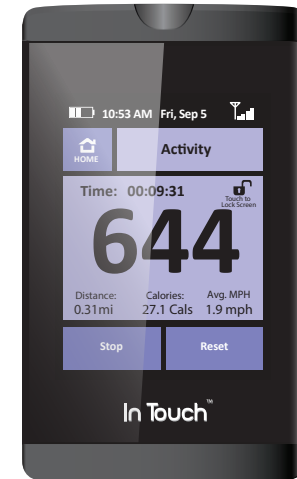 10:53 AM Fri, Sep 5
HOME
Activity
Time: 00:09:31
Touch to
Lock Screen
644
Distance: Calories: Avg. MPH
0.31mi 27.1 Cals 1.9 mph
Stop Reset
In Touch™